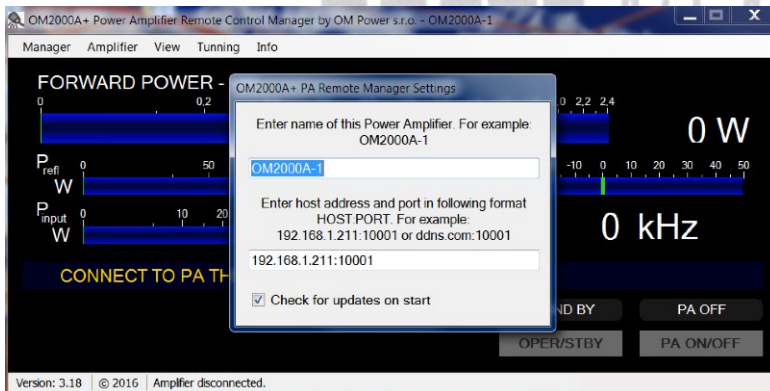 OM2000A+ Power Amplifier Remote Control Manager by OM Power s.r.o. - OM2000A-1
Manager Amplifier View Tunning Info
FORWARD POWER -
0 0,2 2,0 2,2 2,4
0 W
OM2000A+ PA Remote Manager Settings
Enter name of this Power Amplifier. For example:
OM2000A-1
OM2000A-1
Enter host address and port in following format
HOST:PORT. For example:
192.168.1.211:10001 or ddns.com:10001
192.168.1.211:10001
Check for updates on start
Prefl 0 50
W
-10 0 10 20 30 40 50
Pinput 0 10 20
W
0 kHz
CONNECT TO PA
PA OFF
OPER/STBY PA ON/OFF
Version: 3.18 © 2016 Amplifier disconnected.